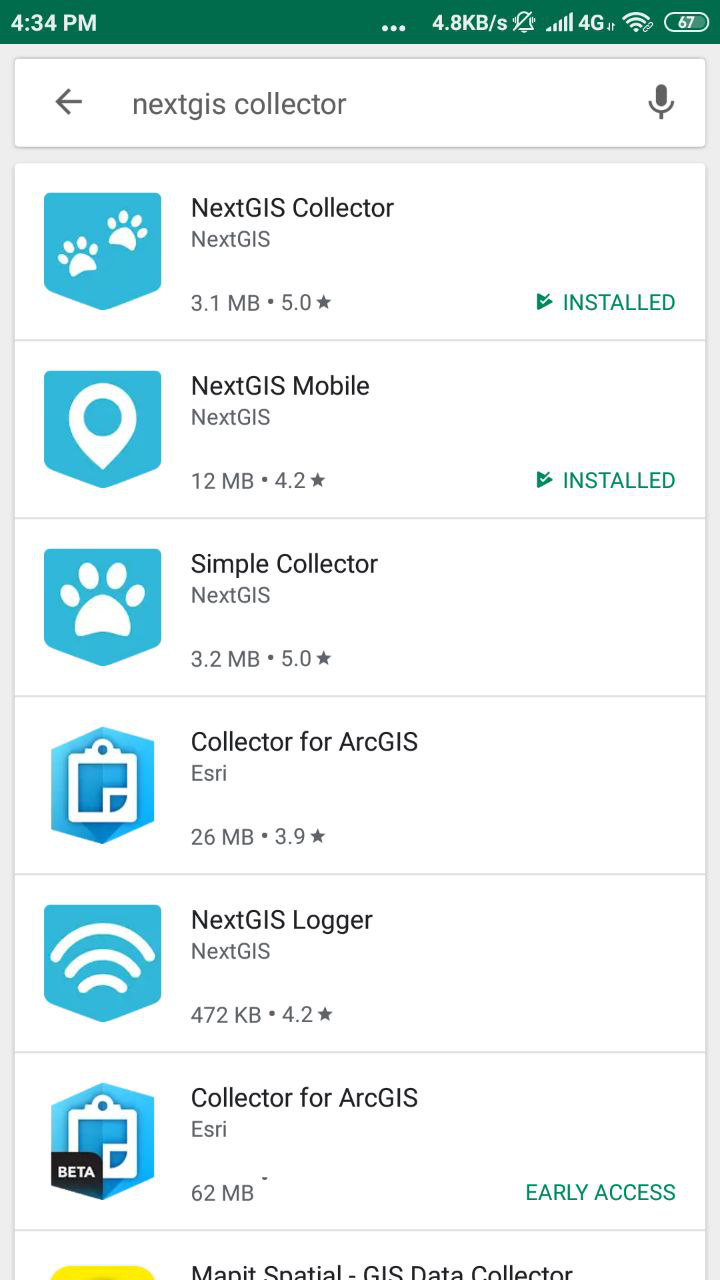 4:34 PM ... 4.8KB/s 4G 67
nextgis collector
NextGIS Collector
NextGIS
3.1 MB • 5.0 ★ INSTALLED
NextGIS Mobile
NextGIS
12 MB • 4.2 ★ INSTALLED
Simple Collector
NextGIS
3.2 MB • 5.0 ★
Collector for ArcGIS
Esri
26 MB • 3.9 ★
NextGIS Logger
NextGIS
472 KB • 4.2 ★
Collector for ArcGIS
Esri
BETA
62 MB EARLY ACCESS
Mapit Spatial - GIS Data Collector